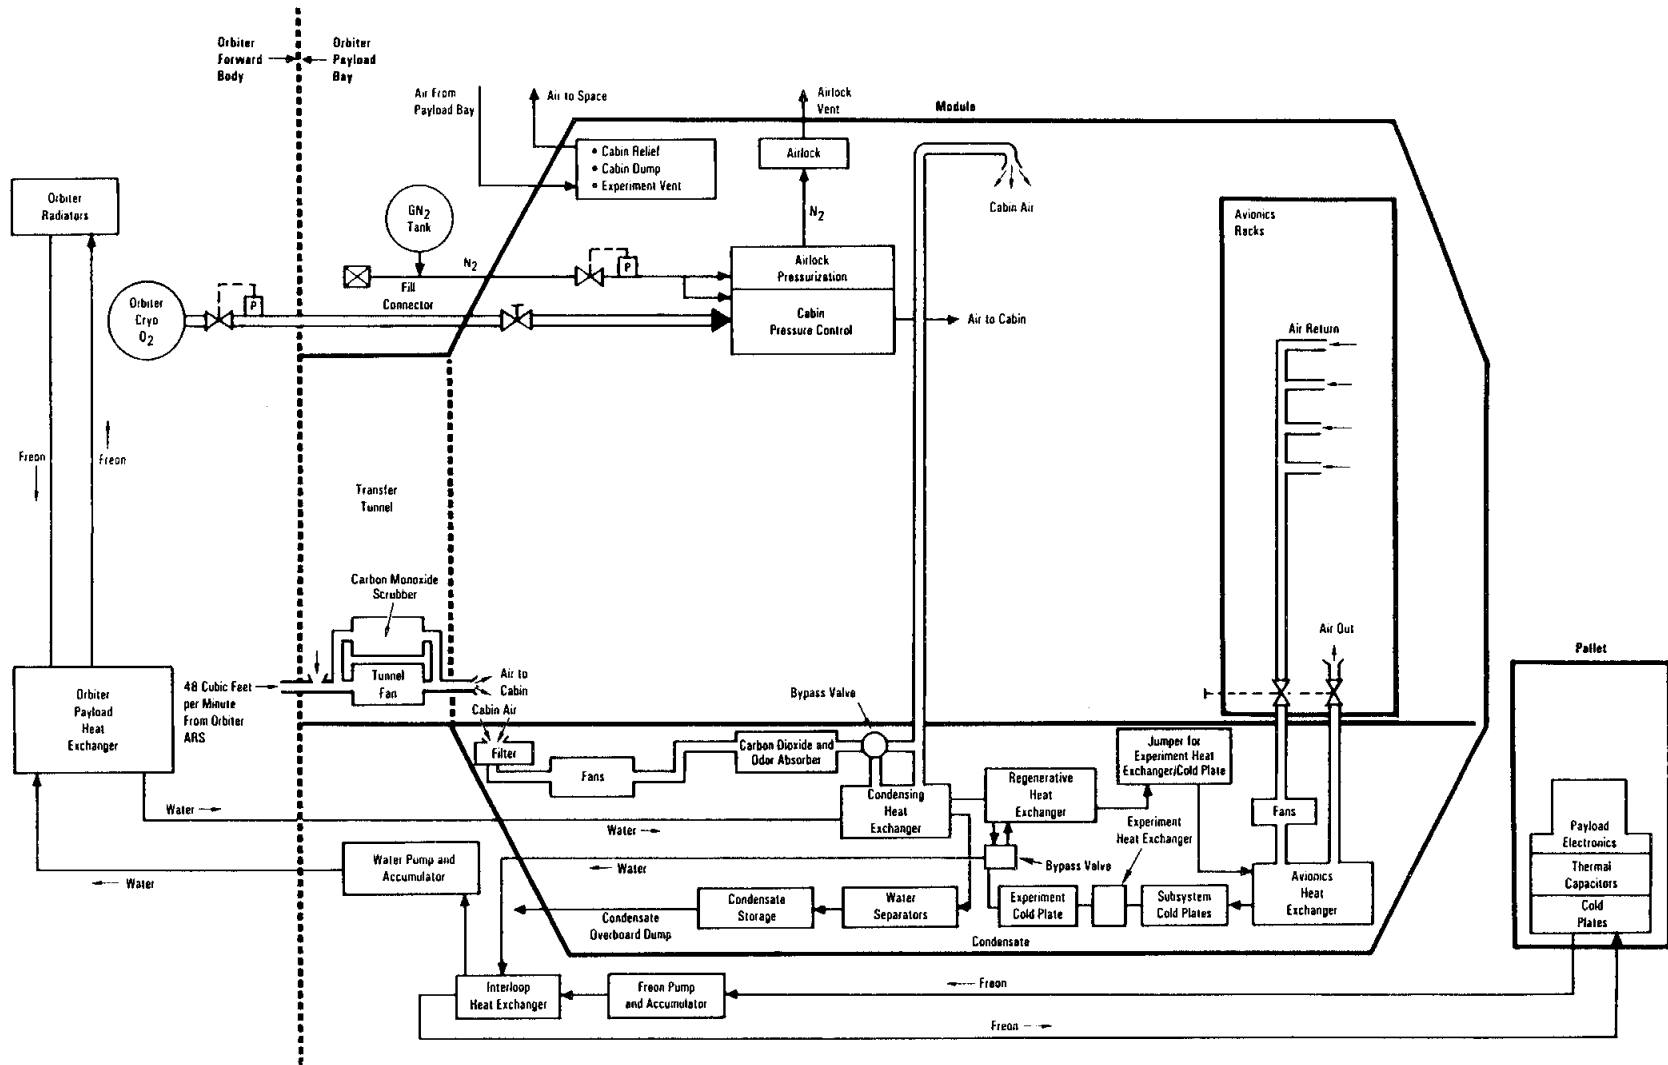 Orbiter
Forward
Body
Orbiter
Payload
Bay
Air From
Payload Bay
Air to Space
Airlock
Vent
Module
• Cabin Relief
• Cabin Dump
• Experiment Vent
Airlock
Cabin Air
Orbiter
Radiators
GN2
Tank
N2
N2
Avionics
Racks
P
Airlock
Pressurization
Fill
Connector
Orbiter
Cryo
O2
P
Cabin
Pressure Control
Air to Cabin
Air Return
Freon
Freon
Transfer
Tunnel
Carbon Monoxide
Scrubber
Air Out
Pallet
Orbiter
Payload
Heat
Exchanger
48 Cubic Feet
per Minute
From Orbiter
ARS
Tunnel
Fan
Air to
Cabin
Cabin Air
Bypass Valve
Filter
Fans
Carbon Dioxide and
Odor Absorber
Jumper for
Experiment Heat
Exchanger/Cold Plate
Regenerative
Heat
Exchanger
Condensing
Heat
Exchanger
Fans
Experiment
Heat Exchanger
Water
Water
Payload
Electronics
Thermal
Capacitors
Cold
Plates
Water Pump and
Accumulator
Water
Water
Bypass Valve
Condensate
Storage
Water
Separators
Experiment
Cold Plate
Subsystem
Cold Plates
Avionics
Heat
Exchanger
Condensate
Overboard Dump
Condensate
Interloop
Heat Exchanger
Freon Pump
and Accumulator
Freon
Freon